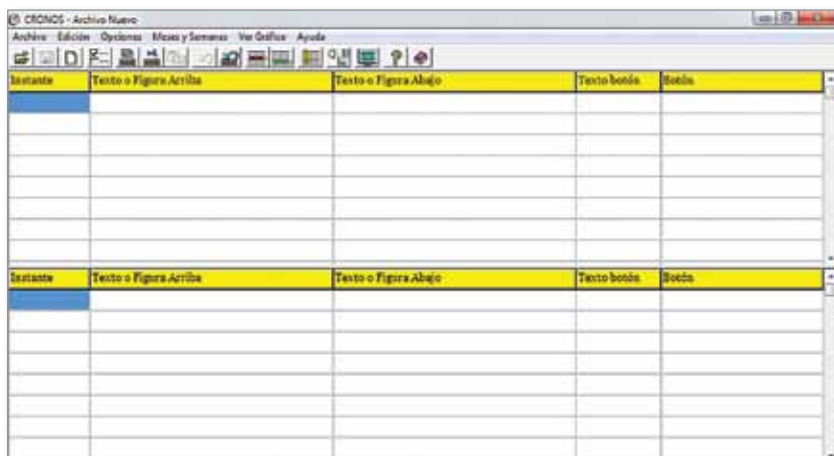 CRONOS - Archivo Nuevo
Archivo Edición Opciones Meses y Semanas Ver Gráfico Ayuda
Instante Texto o Figura Arriba Texto o Figura Abajo Texto botón Botón
Instante Texto o Figura Arriba Texto o Figura Abajo Texto botón Botón